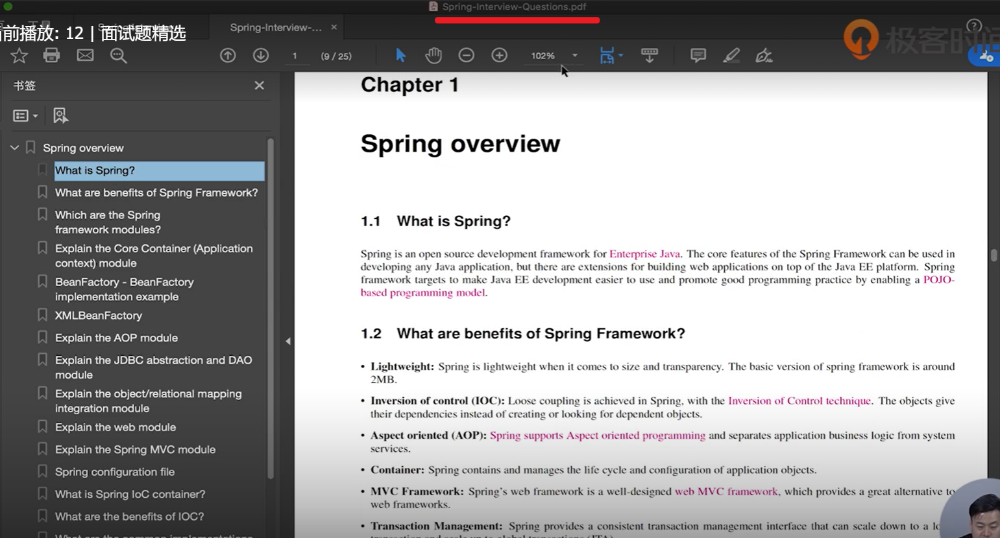 Spring-Interview-Questions.pdf
前播放: 12 | 面试题精选
Spring-Interview-...
极客时间
1
(9 / 25)
102%
书签
Spring overview
What is Spring?
What are benefits of Spring Framework?
Which are the Spring
framework modules?
Explain the Core Container (Application
context) module
BeanFactory - BeanFactory
implementation example
XMLBeanFactory
Explain the AOP module
Explain the JDBC abstraction and DAO
module
Explain the object/relational mapping
integration module
Explain the web module
Explain the Spring MVC module
Spring configuration file
What is Spring IoC container?
What are the benefits of IOC?
What are the common implementations
Chapter 1
Spring overview
1.1 What is Spring?
Spring is an open source development framework for Enterprise Java. The core features of the Spring Framework can be used in
developing any Java application, but there are extensions for building web applications on top of the Java EE platform. Spring
framework targets to make Java EE development easier to use and promote good programming practice by enabling a POJO-
based programming model.
1.2 What are benefits of Spring Framework?
• Lightweight: Spring is lightweight when it comes to size and transparency. The basic version of spring framework is around
2MB.
• Inversion of control (IOC): Loose coupling is achieved in Spring, with the Inversion of Control technique. The objects give
their dependencies instead of creating or looking for dependent objects.
• Aspect oriented (AOP): Spring supports Aspect oriented programming and separates application business logic from system
services.
• Container: Spring contains and manages the life cycle and configuration of application objects.
• MVC Framework: Spring's web framework is a well-designed web MVC framework, which provides a great alternative to
web frameworks.
• Transaction Management: Spring provides a consistent transaction management interface that can scale down to a
transaction and scale up to global transactions (JTA).